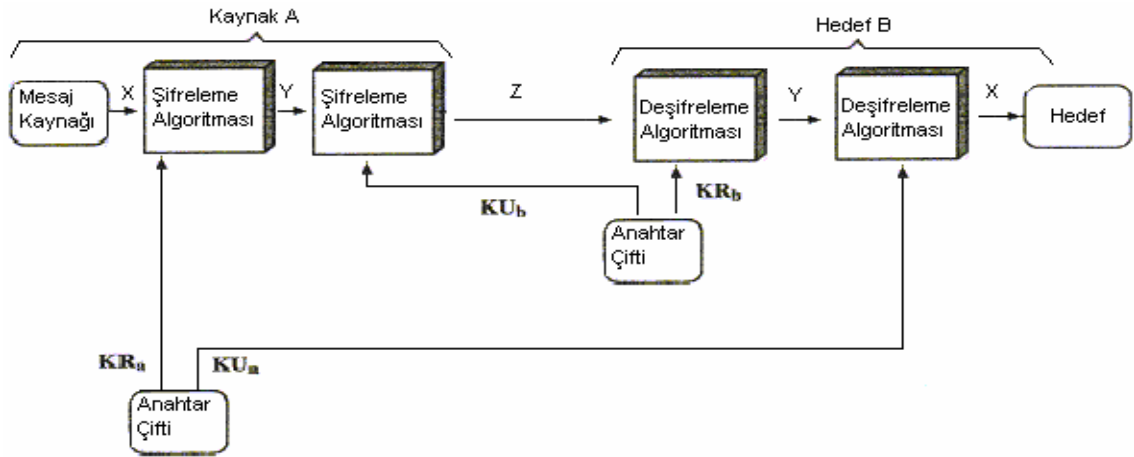 Kaynak A
Hedef B
Mesaj
Kaynağı
X
Şifreleme
Algoritması
Y
Şifreleme
Algoritması
Z
Deşifreleme
Algoritması
Y
Deşifreleme
Algoritması
X
Hedef
KUb
KRb
Anahtar
Çifti
KRa
KUa
Anahtar
Çifti